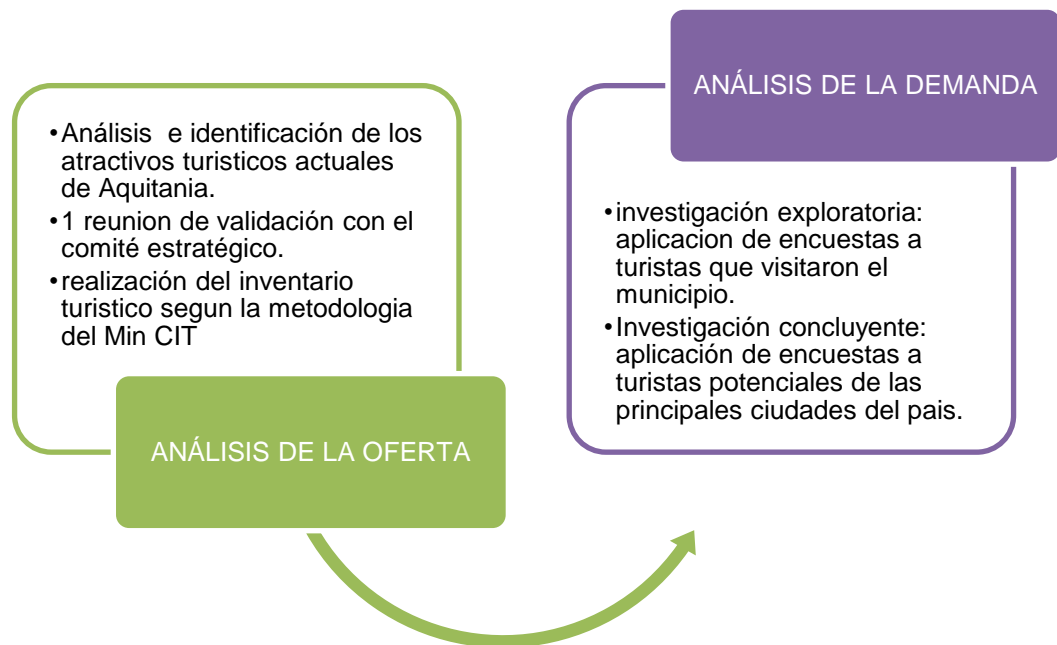 •Análisis  e identificación de los
atractivos turisticos actuales
de Aquitania.
•1 reunion de validación con el
comité estratégico.
•realización del inventario
turistico segun la metodologia
del Min CIT
ANÁLISIS DE LA OFERTA
ANÁLISIS DE LA DEMANDA
•investigación exploratoria:
aplicacion de encuestas a
turistas que visitaron el
municipio.
•Investigación concluyente:
aplicación de encuestas a
turistas potenciales de las
principales ciudades del pais.